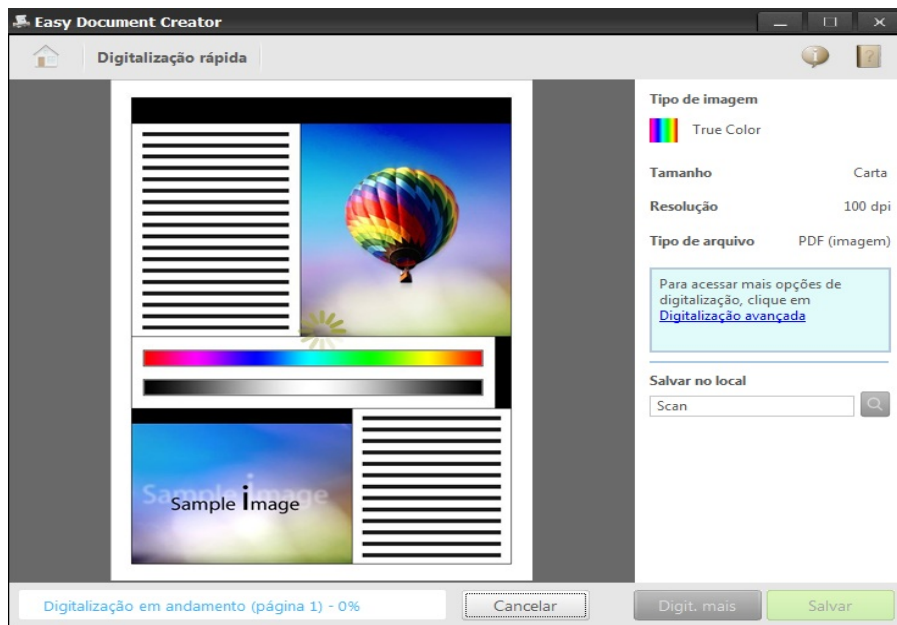 Easy Document Creator
Digitalização rápida
Tipo de imagem
True Color
Tamanho Carta
Resolução 100 dpi
Tipo de arquivo PDF (imagem)
Para acessar mais opções de
digitalização, clique em
Digitalização avançada
Salvar no local
Scan
Sample Image
Sample image
Digitalização em andamento (página 1) - 0%
Cancelar
Digit. mais
Salvar